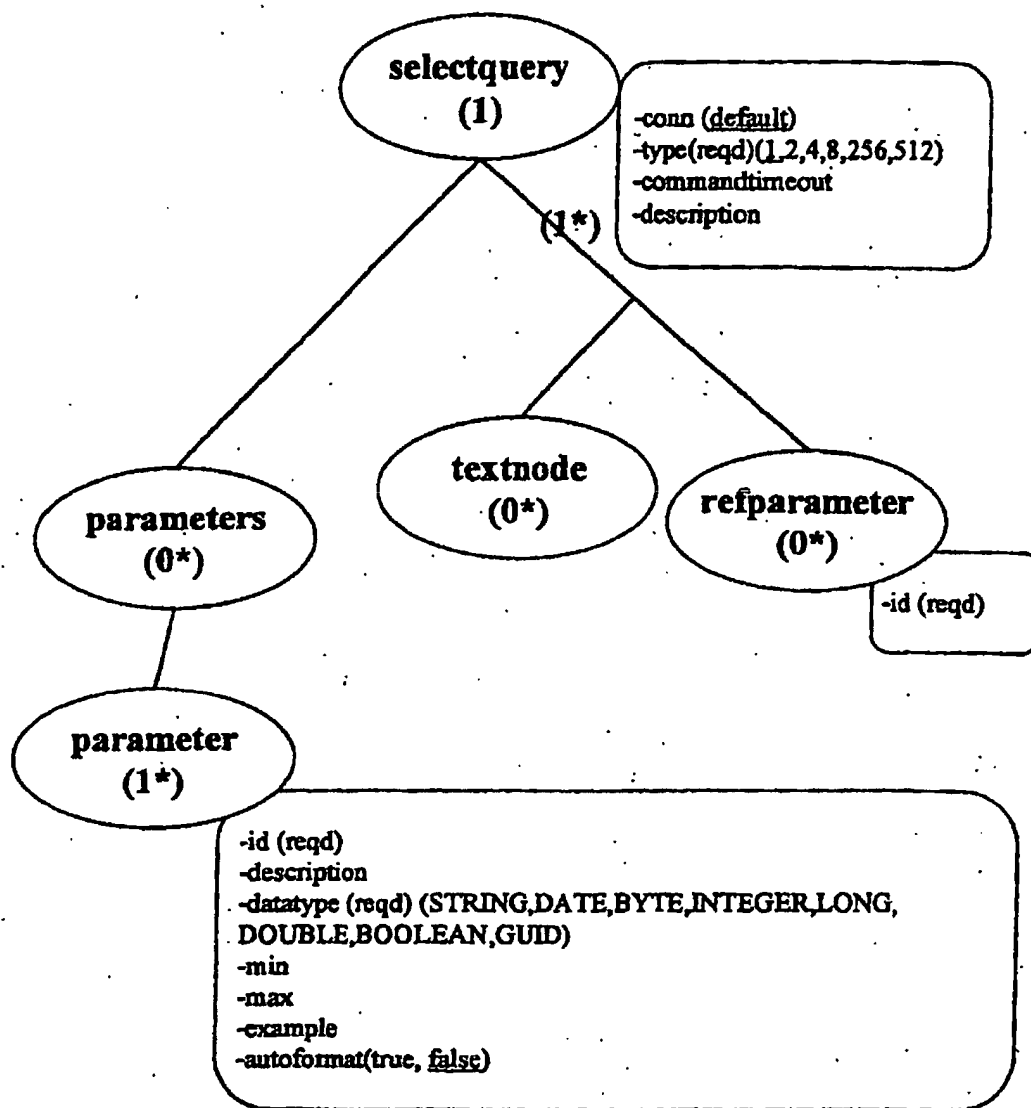 selectquery
(1)
-conn (default)
-type(reqd)(1,2,4,8,256,512)
-commandtimeout
-description
(1*)
textnode
(0*)
refparameter
(0*)
parameters
(0*)
-id (reqd)
parameter
(1*)
-id (reqd)
-description
-datatype (reqd) (STRING,DATE,BYTE,INTEGER,LONG,
DOUBLE,BOOLEAN,GUID)
-min
-max
-example
-autoformat(true, false)